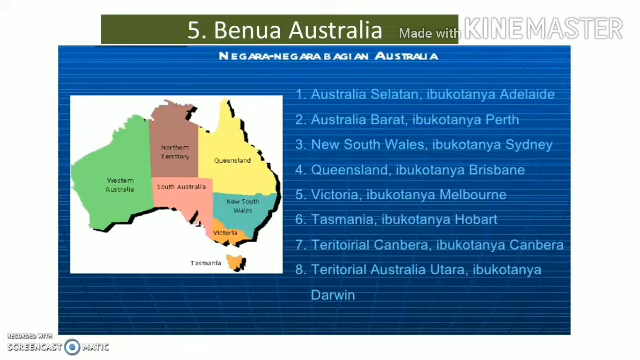 5. Benua Australia
Made with KINEMASTER
NEGARA-NEGARA BAGIAN AUSTRALIA
1. Australia Selatan, ibukotanya Adelaide
2. Australia Barat, ibukotanya Perth
3. New South Wales, ibukotanya Sydney
4. Queensland, ibukotanya Brisbane
5. Victoria, ibukotanya Melbourne
6. Tasmania, ibukotanya Hobart
7. Teritoirial Canbera, ibukotanya Canbera
8. Teritorial Australia Utara, ibukotanya
Darwin
Northern
Territory
Queensland
Western
Australia
South Australia
New South
Wales
Victoria
Tasmania
RECORDED WITH
SCREENCAST MATIC